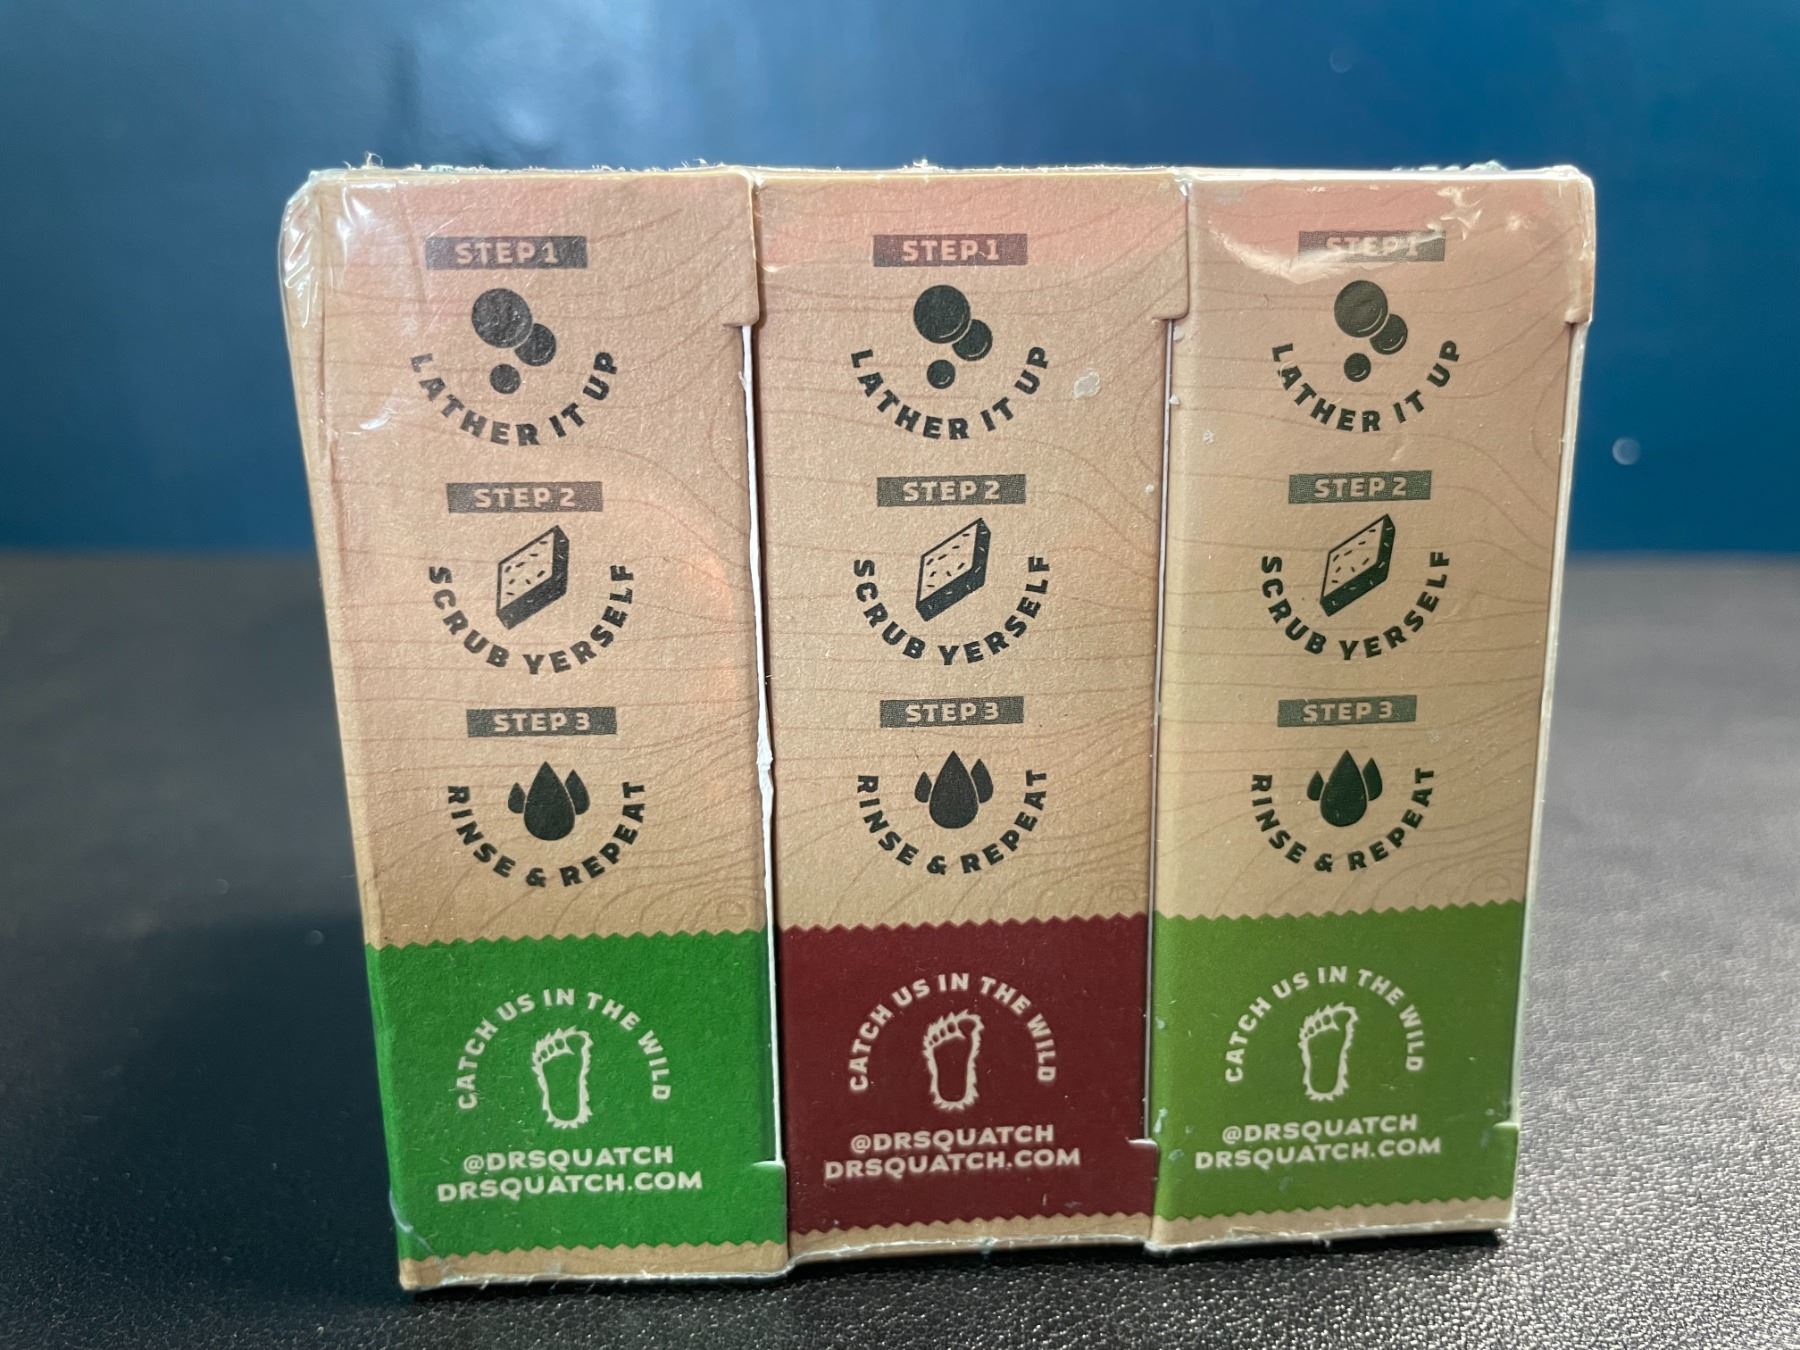 STEP 1
LATHER IT UP
STEP 2
SCRUB YERSELF
STEP 3
RINSE & REPEAT
CATCH US IN THE WILD
@DRSQUATCH
DRSQUATCH.COM
STEP 1
LATHER IT UP
STEP 2
SCRUB YERSELF
STEP 3
RINSE & REPEAT
CATCH US IN THE WILD
@DRSQUATCH
DRSQUATCH.COM
STEP 1
LATHER IT UP
STEP 2
SCRUB YERSELF
STEP 3
RINSE & REPEAT
CATCH US IN THE WILD
@DRSQUATCH
DRSQUATCH.COM